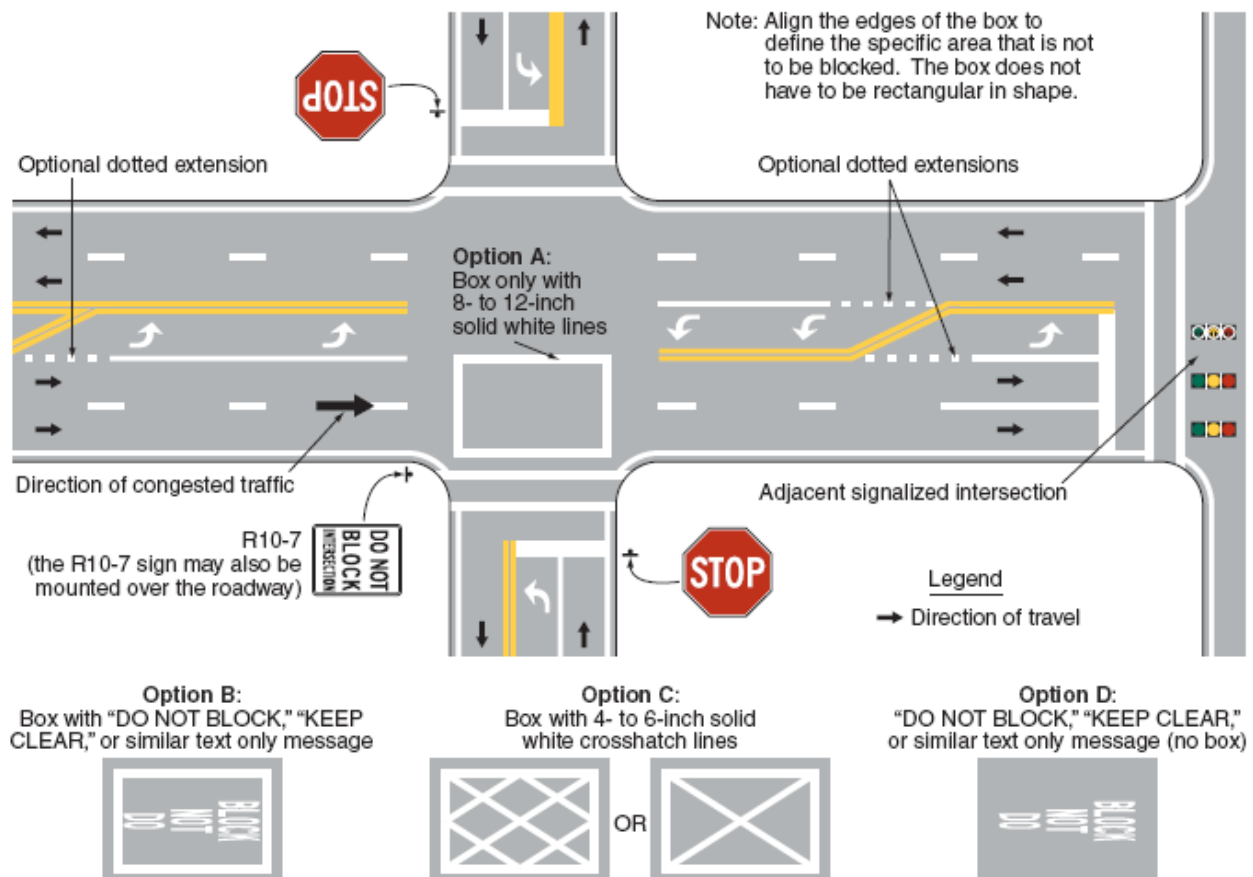 Note: Align the edges of the box to
define the specific area that is not
to be blocked. The box does not
have to be rectangular in shape.
STOP
Optional dotted extension
Optional dotted extensions
Option A:
Box only with
8- to 12-inch
solid white lines
Direction of congested traffic
Adjacent signalized intersection
R10-7
(the R10-7 sign may also be
mounted over the roadway)
DO NOT
BLOCK
INTERSECTION
STOP
Legend
Direction of travel
Option B:
Box with “DO NOT BLOCK,” “KEEP
CLEAR,” or similar text only message
DO
NOT
BLOCK
Option C:
Box with 4- to 6-inch solid
white crosshatch lines
OR
Option D:
“DO NOT BLOCK,” “KEEP CLEAR,”
or similar text only message (no box)
DO
NOT
BLOCK